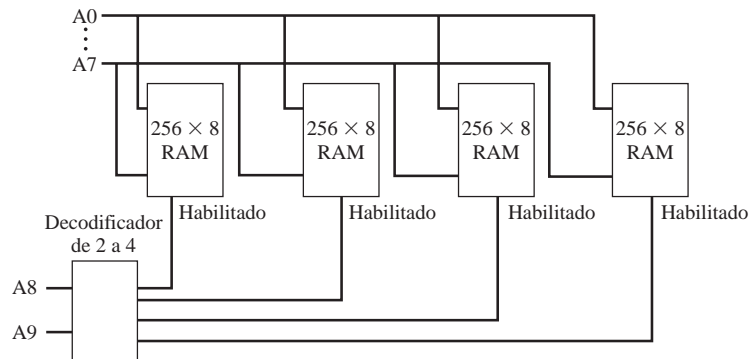 A0
A7
256 × 8
RAM
256 × 8
RAM
256 × 8
RAM
256 × 8
RAM
Habilitado
Habilitado
Habilitado
Habilitado
Decodificador
de 2 a 4
A8
A9